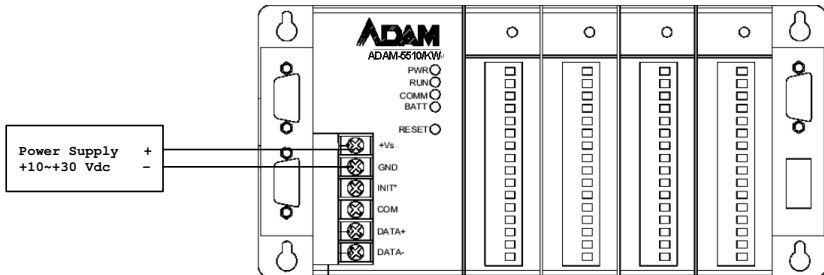 ADAM
ADAM-5510/KW
PWR
RUN
COMM
BATT
RESET
+Vs
GND
INIT*
COM
DATA+
DATA-
Power Supply +
+10~+30 Vdc -